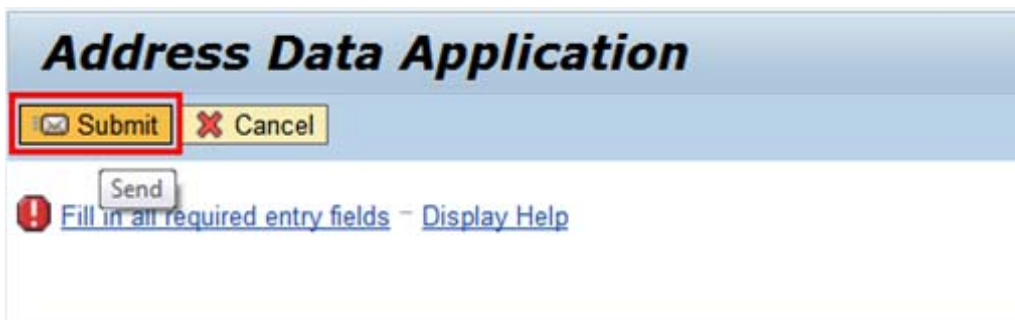 Address Data Application
Submit Cancel
Send
Fill in all required entry fields - Display Help